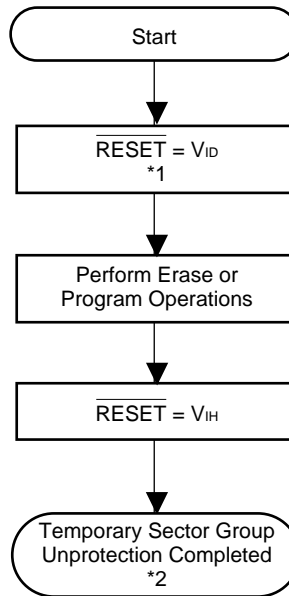 Start
RESET = VID
*1
Perform Erase or
Program Operations
RESET = VIH
Temporary Sector Group
Unprotection Completed
*2